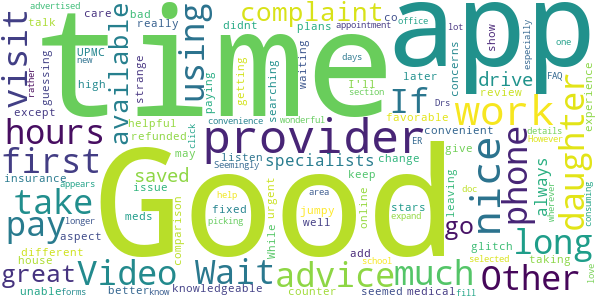 advertised
care
bad
complaint
co
office
lot
talk
really
didnt
plans
appointment
days
one
UPMC
new
high
I'll
section
show
FAQ
visit
guessing
rather
strange
available
using
paying
getting
searching
waiting
time
concerns
especially
app
experience
except
later
drive
review
Drs
If
favorable
work
However
details
hours
helpful
refunded
convenience
click
wonderful
provider
ER
convenient
first
saved
may
listen
Seemingly
specialists
change
give
daughter
insurance
appears
issue
keep
leaving
go
nice
phone
always
doc
wherever
consuming
take
meds
Good
help
area
stars
fixed
jumpy
online
picking
well
expand
While
urgent
pay
longer
aspect
comparison
add
glitch
long
different
house
taking
school
selected
love
great
Video Wait
advice
much
Other
unable
forms
better
know
knowledgeable
counter
seemed
medical
fill